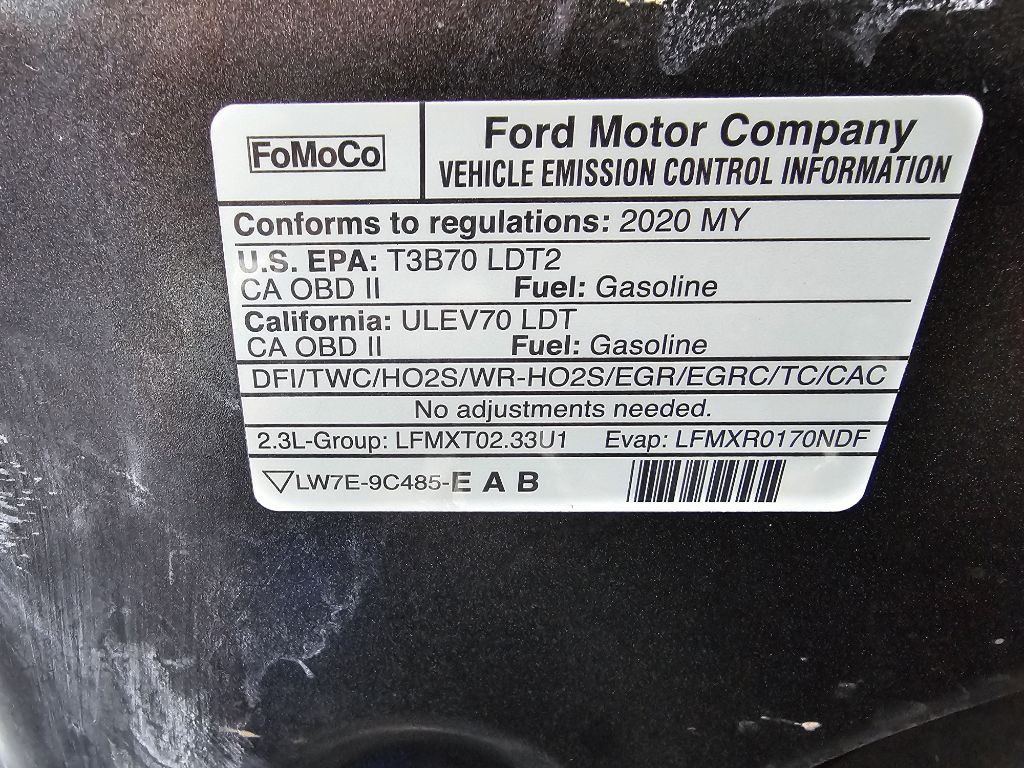 FoMoCo
Ford Motor Company
VEHICLE EMISSION CONTROL INFORMATION
Conforms to regulations: 2020 MY
U.S. EPA: T3B70 LDT2
CA OBD II Fuel: Gasoline
California: ULEV70 LDT
CA OBD II Fuel: Gasoline
DFI/TWC/HO2S/WR-HO2S/EGR/EGRC/TC/CAC
No adjustments needed.
2.3L-Group: LFMXT02.33U1 Evap: LFMXR0170NDF
LW7E-9C485-E A B